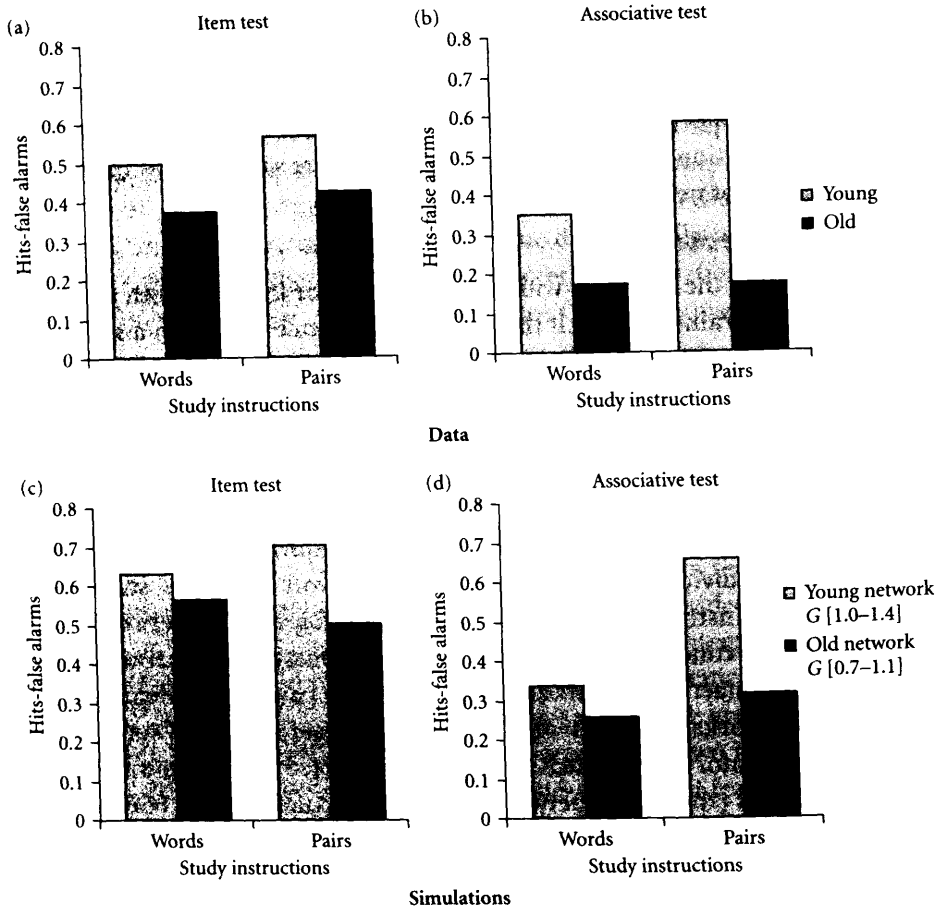 (a)
Item test
0.8
0.7
0.6
0.5
0.4
0.3
0.2
0.1
0
Hits-false alarms
Words
Pairs
Study instructions
(b)
Associative test
0.8
0.7
0.6
0.5
0.4
0.3
0.2
0.1
0
Hits-false alarms
Words
Pairs
Study instructions
Young
Old
Data
(c)
Item test
0.8
0.7
0.6
0.5
0.4
0.3
0.2
0.1
0
Hits-false alarms
Words
Pairs
Study instructions
(d)
Associative test
0.8
0.7
0.6
0.5
0.4
0.3
0.2
0.1
0
Hits-false alarms
Words
Pairs
Study instructions
Young network
G [1.0–1.4]
Old network
G [0.7–1.1]
Simulations